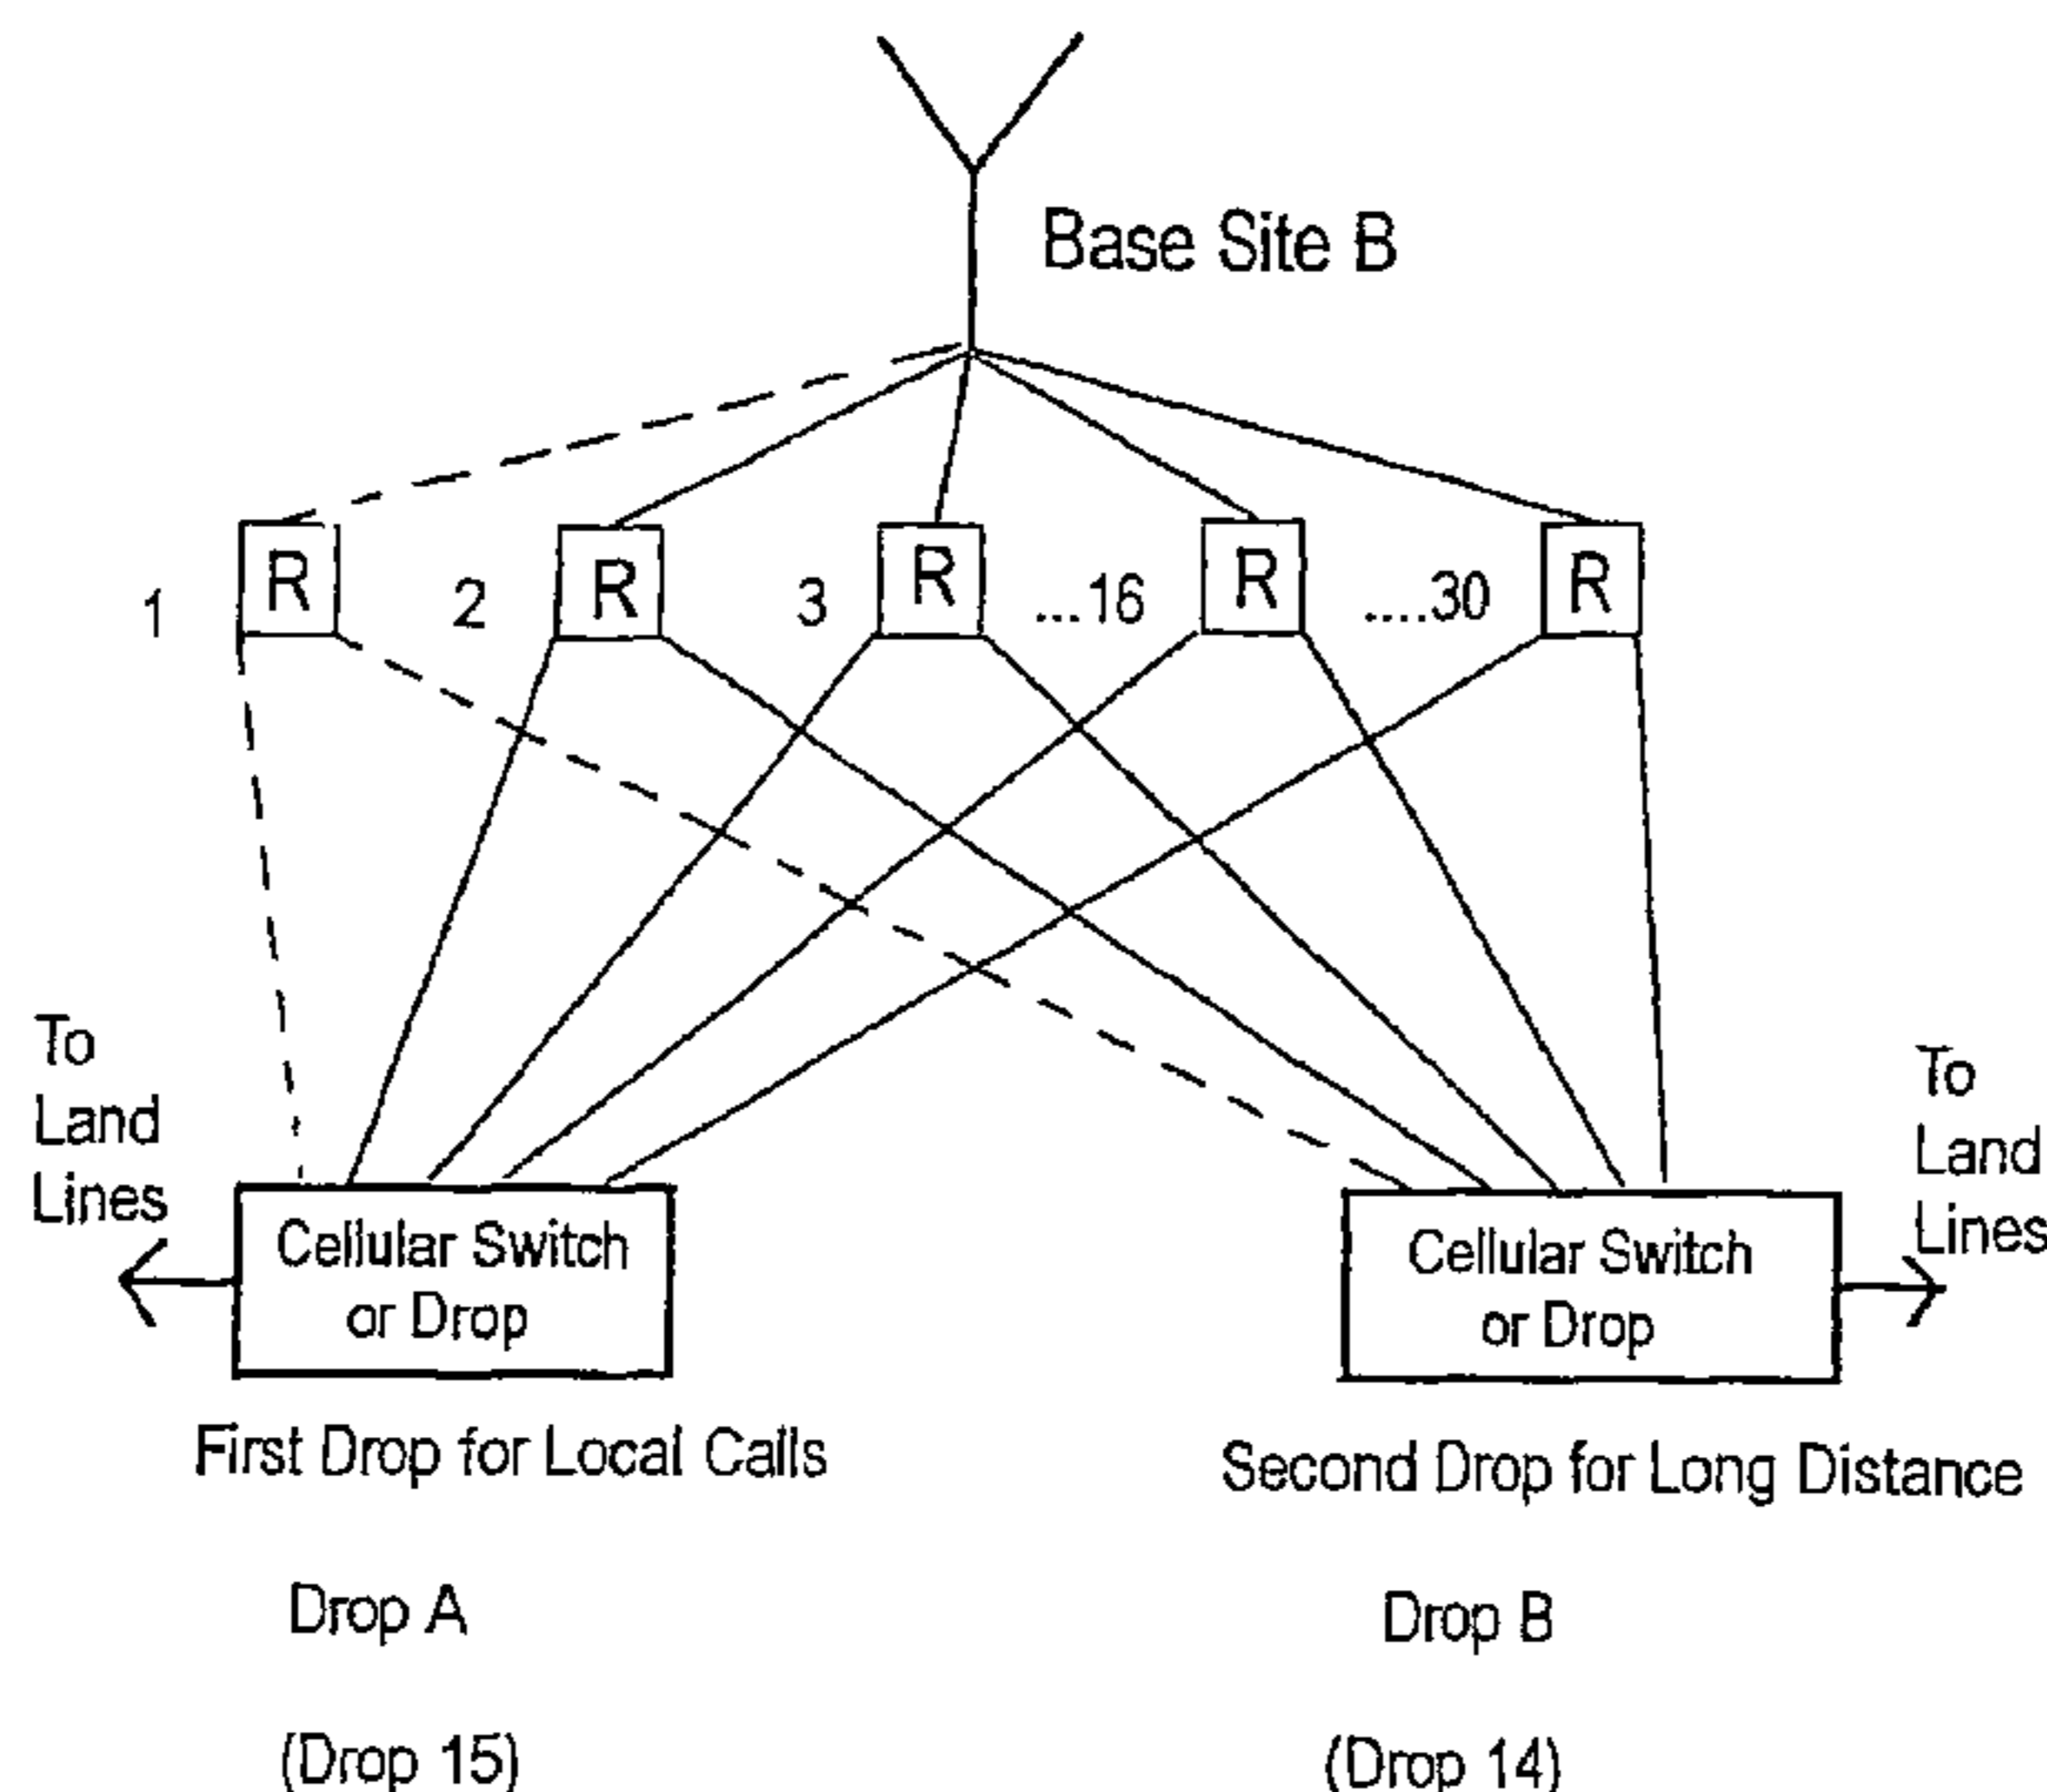 Base Site B
1 R 2 R 3 R ...16 R ....30 R
To
Land
Lines
To
Land
Lines
Cellular Switch
or Drop
Cellular Switch
or Drop
First Drop for Local Calls
Second Drop for Long Distance
Drop A
Drop B
(Drop 15)
(Drop 14)